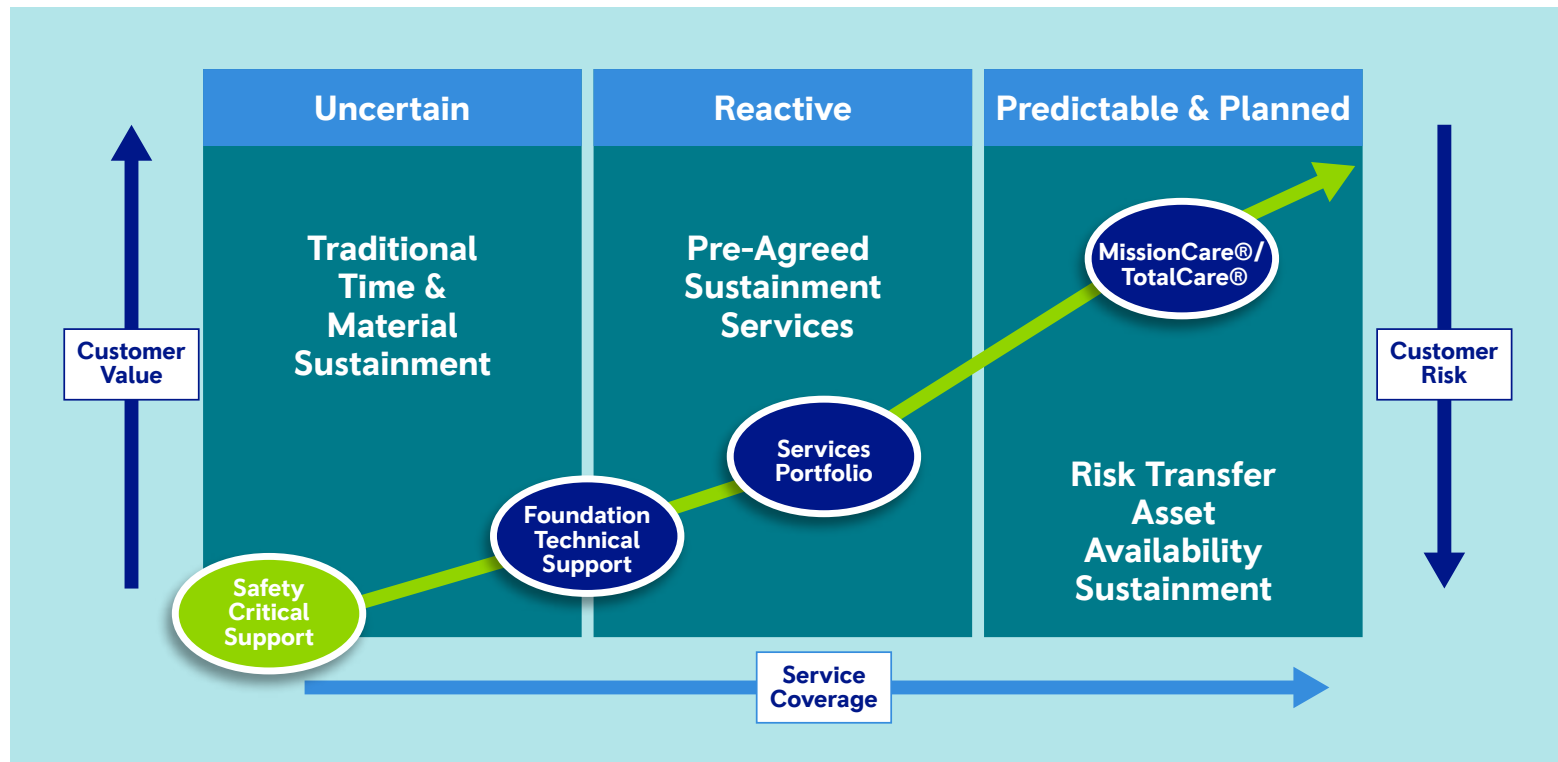 Uncertain
Reactive
Predictable & Planned
Traditional
Time &
Material
Sustainment
Pre-Agreed
Sustainment
Services
MissionCare®/
TotalCare®
Customer
Value
Customer
Risk
Services
Portfolio
Risk Transfer
Asset
Availability
Sustainment
Foundation
Technical
Support
Safety
Critical
Support
Service
Coverage